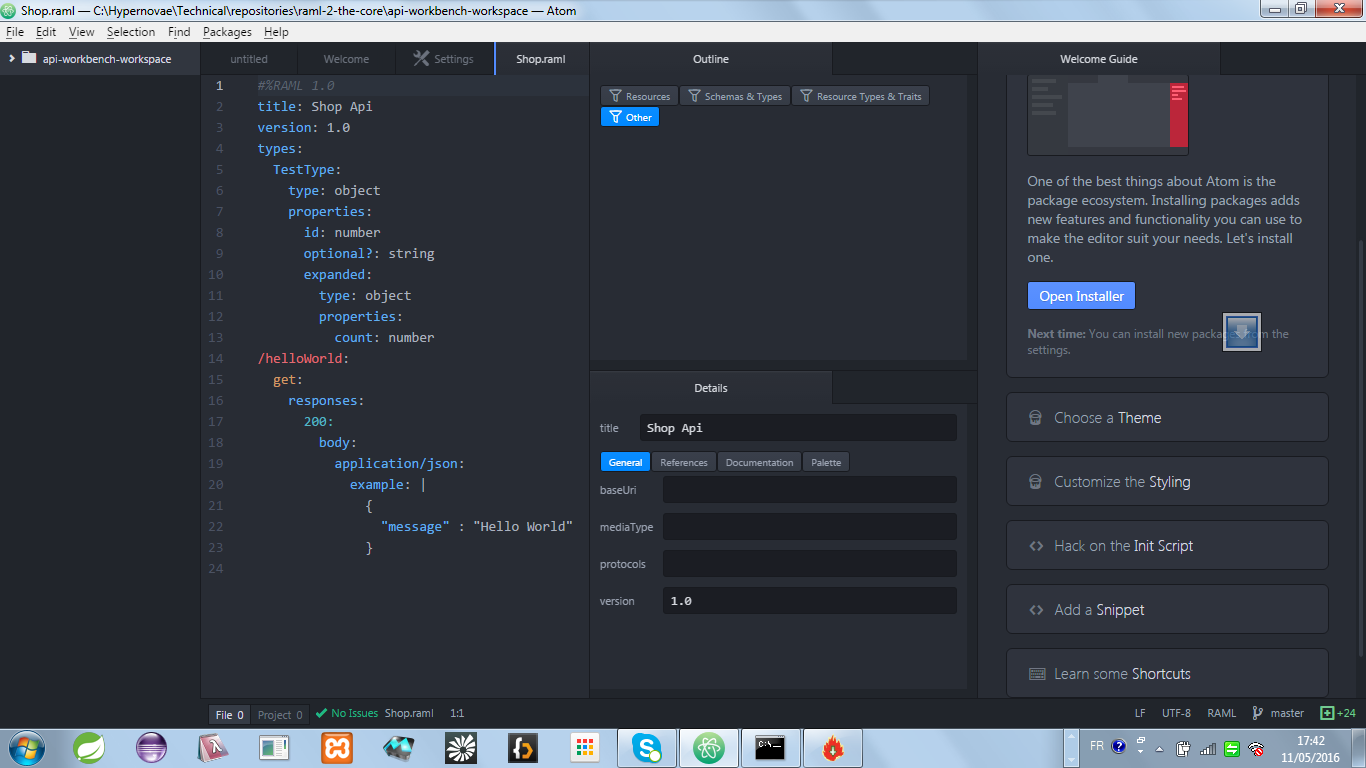 Shop.raml — C:\Hypernovae\Technical\repositories\raml-2-the-core\api-workbench-workspace — Atom
File Edit View Selection Find Packages Help
api-workbench-workspace
untitled Welcome Settings Shop.raml
1 #%RAML 1.0
2 title: Shop Api
3 version: 1.0
4 types:
5 TestType:
6 type: object
7 properties:
8 id: number
9 optional?: string
10 expanded:
11 type: object
12 properties:
13 count: number
14 /helloWorld:
15 get:
16 responses:
17 200:
18 body:
19 application/json:
20 example: |
21 {
22 "message" : "Hello World"
23 }
24
Outline
Resources Schemas & Types Resource Types & Traits
Other
Details
title Shop Api
General References Documentation Palette
baseUri
mediaType
protocols
version 1.0
Welcome Guide
One of the best things about Atom is the
package ecosystem. Installing packages adds
new features and functionality you can use to
make the editor suit your needs. Let's install
one.
Open Installer
Next time: You can install new packages from the
settings.
Choose a Theme
Customize the Styling
Hack on the Init Script
Add a Snippet
Learn some Shortcuts
File 0 Project 0 No Issues Shop.raml 1:1 LF UTF-8 RAML master +24
FR 17:42
11/05/2016